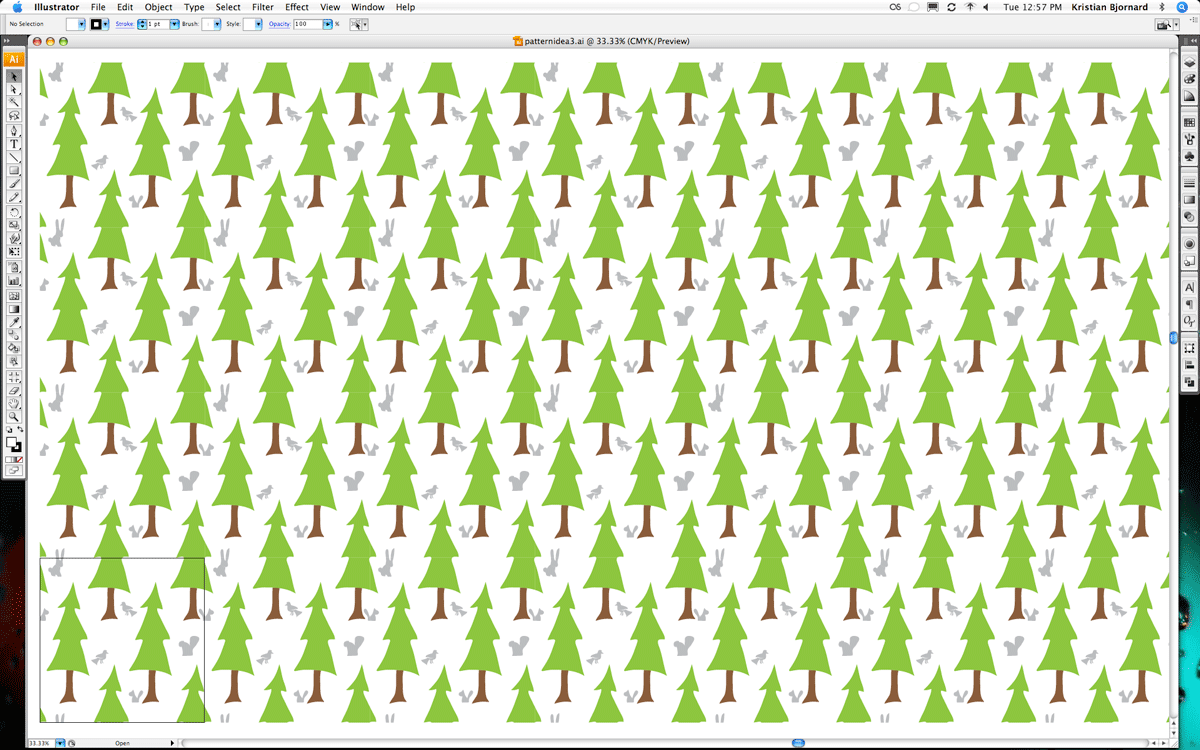 Illustrator File Edit Object Type Select Filter Effect View Window Help Tue 12:57 PM Kristian Bjornard
No Selection Stroke: 1 pt Brush: Style: Opacity: 100 %
patternidea3.ai @ 33.33% (CMYK/Preview)
Ai
T
A
33.33% Open